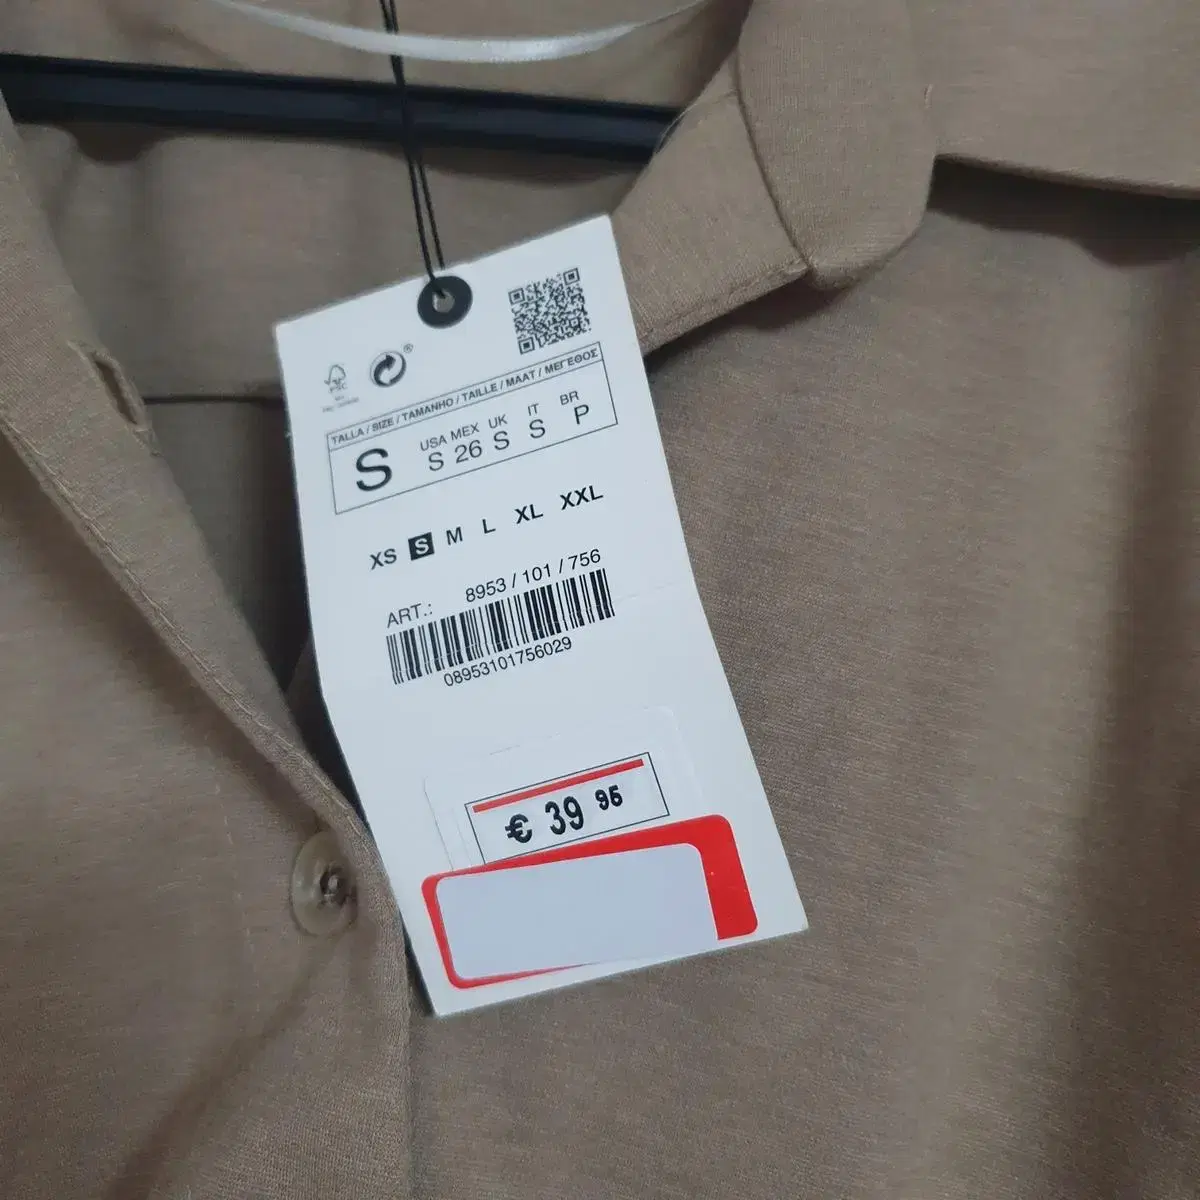 ®
FSC
TALLA / SIZE / TAMANHO / TAILLE / MAAT / ΜΕΓΕΘΟΣ
S USA S MEX 26 UK S IT S BR P
XS S M L XL XXL
ART.: 8953 / 101 / 756
08953101756029
€ 39 95